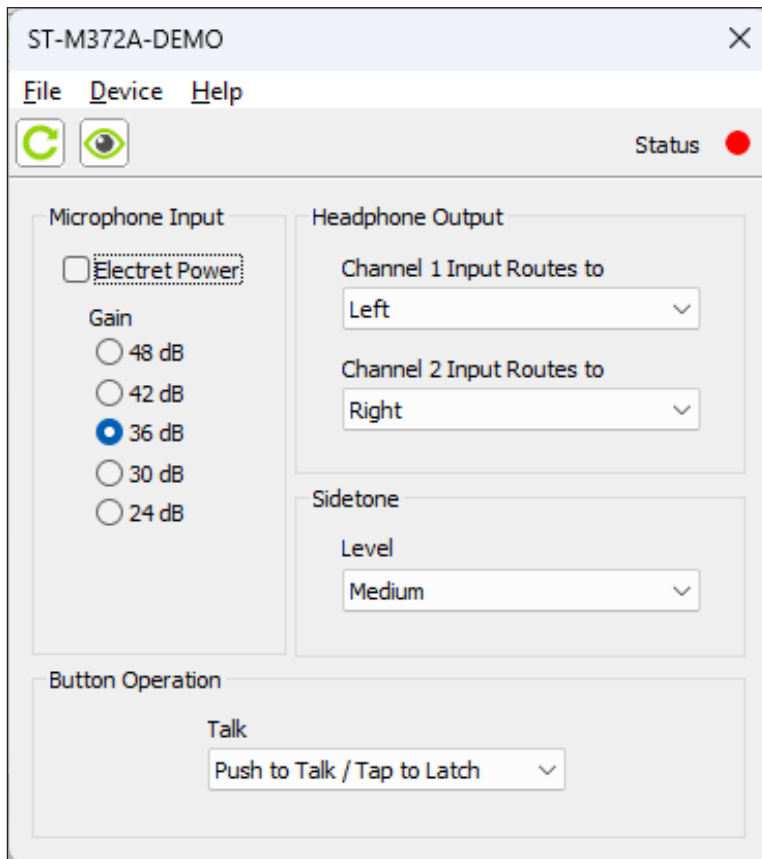 ST-M372A-DEMO
File Device Help
Status
Microphone Input
Electret Power
Gain
48 dB
42 dB
36 dB
30 dB
24 dB
Headphone Output
Channel 1 Input Routes to
Left
Channel 2 Input Routes to
Right
Sidetone
Level
Medium
Button Operation
Talk
Push to Talk / Tap to Latch